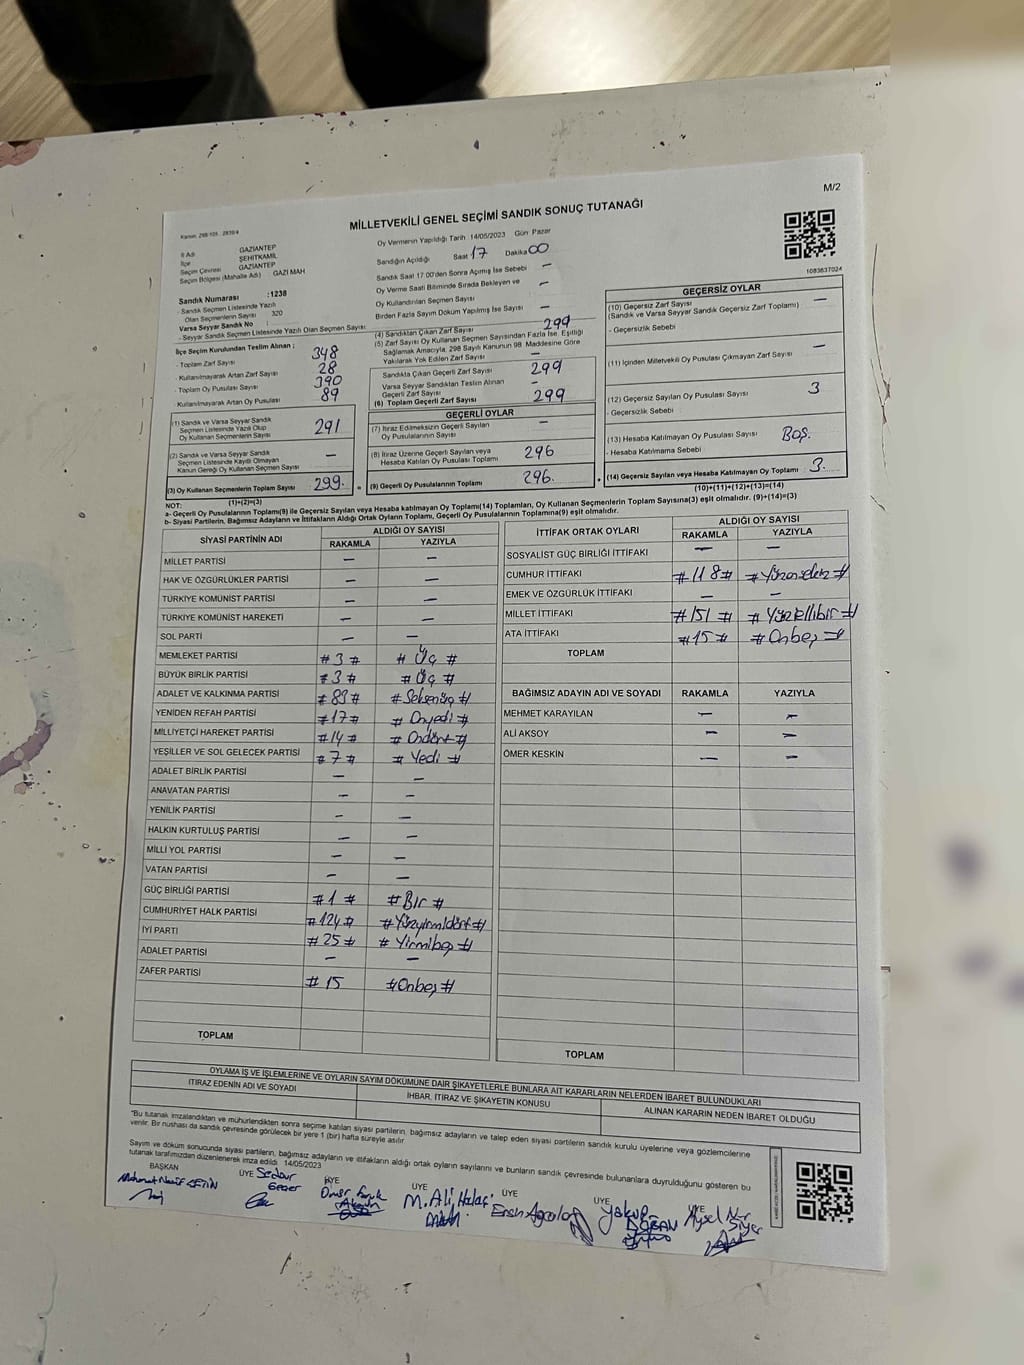 M/2
MİLLETVEKİLİ GENEL SEÇİMİ SANDIK SONUÇ TUTANAĞI
İl Adı GAZİANTEP
İlçe ŞEHİTKAMİL
Seçim Çevresi GAZİANTEP
Seçim Bölgesi (Mahalle Adı) GAZİ MAH
Sandık Numarası :1238
- Sandık Seçmen Listesinde Yazılı
Olan Seçmenlerin Sayısı 320
Varsa Seyyar Sandık No :
- Seyyar Sandık Seçmen Listesinde Yazılı Olan Seçmen Sayısı
İlçe Seçim Kurulundan Teslim Alınan ;
- Toplam Zarf Sayısı 348
- Kullanılmayarak Artan Zarf Sayısı 28
- Toplam Oy Pusulası Sayısı 390
- Kullanılmayarak Artan Oy Pusulası 89
(1) Sandık ve Varsa Seyyar Sandık
Seçmen Listesinde Yazılı Olup
Oy Kullanan Seçmenlerin Sayısı 291
(2) Sandık ve Varsa Seyyar Sandık
Seçmen Listesinde Kayıtlı Olmayan
Kanun Gereği Oy Kullanan Seçmen Sayısı —
(3) Oy Kullanan Seçmenlerin Toplam Sayısı 299
(1)+(2)=(3)
Oy Vermenin Yapıldığı Tarih 14/05/2023 Gün Pazar
Sandığın Açıldığı Saat 17 Dakika 00
Sandık Saat 17.00'den Sonra Açılmış İse Sebebi —
Oy Verme Saati Bitiminde Sırada Bekleyen ve
Oy Kullandırılan Seçmen Sayısı —
Birden Fazla Sayım Döküm Yapılmış İse Sayısı —
(4) Sandıktan Çıkan Zarf Sayısı 299
(5) Zarf Sayısı Oy Kullanan Seçmen Sayısından Fazla İse, Eşitliği
Sağlamak Amacıyla, 298 Sayılı Kanunun 98. Maddesine Göre
Yakılarak Yok Edilen Zarf Sayısı —
Sandıkta Çıkan Geçerli Zarf Sayısı 299
Varsa Seyyar Sandıktan Teslim Alınan
Geçerli Zarf Sayısı —
(6) Toplam Geçerli Zarf Sayısı 299
GEÇERLİ OYLAR
(7) İtiraz Edilmeksizin Geçerli Sayılan
Oy Pusulalarının Sayısı —
(8) İtiraz Üzerine Geçerli Sayılan veya
Hesaba Katılan Oy Pusulası Toplamı 296
(9) Geçerli Oy Pusulalarının Toplamı 296
1083637024
GEÇERSİZ OYLAR
(10) Geçersiz Zarf Sayısı —
(Sandık ve Varsa Seyyar Sandık Geçersiz Zarf Toplamı)
- Geçersizlik Sebebi
(11) İçinden Milletvekili Oy Pusulası Çıkmayan Zarf Sayısı —
(12) Geçersiz Sayılan Oy Pusulası Sayısı 3
- Geçersizlik Sebebi
(13) Hesaba Katılmayan Oy Pusulası Sayısı Boş.
- Hesaba Katılmama Sebebi
(14) Geçersiz Sayılan veya Hesaba Katılmayan Oy Toplamı 3.
(10)+(11)+(12)+(13)=(14)
NOT:
a- Geçerli Oy Pusulaları Toplamı(9) ile Geçersiz Sayılan veya Hesaba katılmayan Oy Toplamı(14) Toplamları, Oy Kullanan Seçmenlerin Toplam Sayısına(3) eşit olmalıdır. (9)+(14)=(3)
b- Siyasi Partilerin, Bağımsız Adayların ve İttifakların Aldığı Ortak Oyların Toplamı, Geçerli Oy Pusulalarının Toplamına(9) eşit olmalıdır.
SİYASİ PARTİNİN ADI ALDIĞI OY SAYISI
RAKAMLA YAZIYLA
MİLLET PARTİSİ — —
HAK VE ÖZGÜRLÜKLER PARTİSİ — —
TÜRKİYE KOMÜNİST PARTİSİ — —
TÜRKİYE KOMÜNİST HAREKETİ — —
SOL PARTİ — —
MEMLEKET PARTİSİ # 3 # # Üç #
BÜYÜK BİRLİK PARTİSİ # 3 # # Üç #
ADALET VE KALKINMA PARTİSİ # 83 # # Seksenüç #
YENİDEN REFAH PARTİSİ # 17 # # Onyedi #
MİLLİYETÇİ HAREKET PARTİSİ # 14 # # Ondört #
YEŞİLLER VE SOL GELECEK PARTİSİ # 7 # # Yedi #
ADALET BİRLİK PARTİSİ — —
ANAVATAN PARTİSİ — —
YENİLİK PARTİSİ — —
HALKIN KURTULUŞ PARTİSİ — —
MİLLİ YOL PARTİSİ — —
VATAN PARTİSİ — —
GÜÇ BİRLİĞİ PARTİSİ # 1 # # Bir #
CUMHURİYET HALK PARTİSİ # 124 # # Yüzyirmidört #
İYİ PARTİ # 25 # # Yirmibeş #
ADALET PARTİSİ — —
ZAFER PARTİSİ # 15 # Onbeş #
TOPLAM
İTTİFAK ORTAK OYLARI ALDIĞI OY SAYISI
RAKAMLA YAZIYLA
SOSYALİST GÜÇ BİRLİĞİ İTTİFAKI — —
CUMHUR İTTİFAKI # 118 # # Yüzonsekiz #
EMEK VE ÖZGÜRLÜK İTTİFAKI — —
MİLLET İTTİFAKI # 151 # # Yüzellibir #
ATA İTTİFAKI # 15 # # Onbeş #
TOPLAM
BAĞIMSIZ ADAYIN ADI VE SOYADI RAKAMLA YAZIYLA
MEHMET KARAYILAN — —
ALİ AKSOY — —
ÖMER KESKİN — —
TOPLAM
OYLAMA İŞ VE İŞLEMLERİNE VE OYLARIN SAYIM DÖKÜMÜNE DAİR ŞİKAYETLERLE BUNLARA AİT KARARLARIN NELERDEN İBARET BULUNDUKLARI
İTİRAZ EDENİN ADI VE SOYADI İHBAR, İTİRAZ VE ŞİKAYETİN KONUSU ALINAN KARARIN NEDEN İBARET OLDUĞU
"Bu tutanak imzalandıktan ve mühürlendikten sonra seçime katılan siyasi partilerin, bağımsız adayların ve talep eden siyasi partilerin sandık kurulu üyelerine veya gözlemcilerine
verilir. Bir nüshası da sandık çevresinde görülecek bir yere 1 (bir) hafta süreyle asılır
Sayım ve döküm sonucunda siyasi partilerin, bağımsız adayların ve ittifakların aldığı ortak oyların sayılarını ve bunların sandık çevresinde bulunanlara duyrulduğunu gösteren bu
tutanak tarafımızdan düzenlenerek imza edildi. 14/05/2023
BAŞKAN ÜYE ÜYE ÜYE ÜYE ÜYE ÜYE
Mehmet Nazif ÇETİN Ömer Faruk M. Ali Yakup DOĞAN Aysel Nur